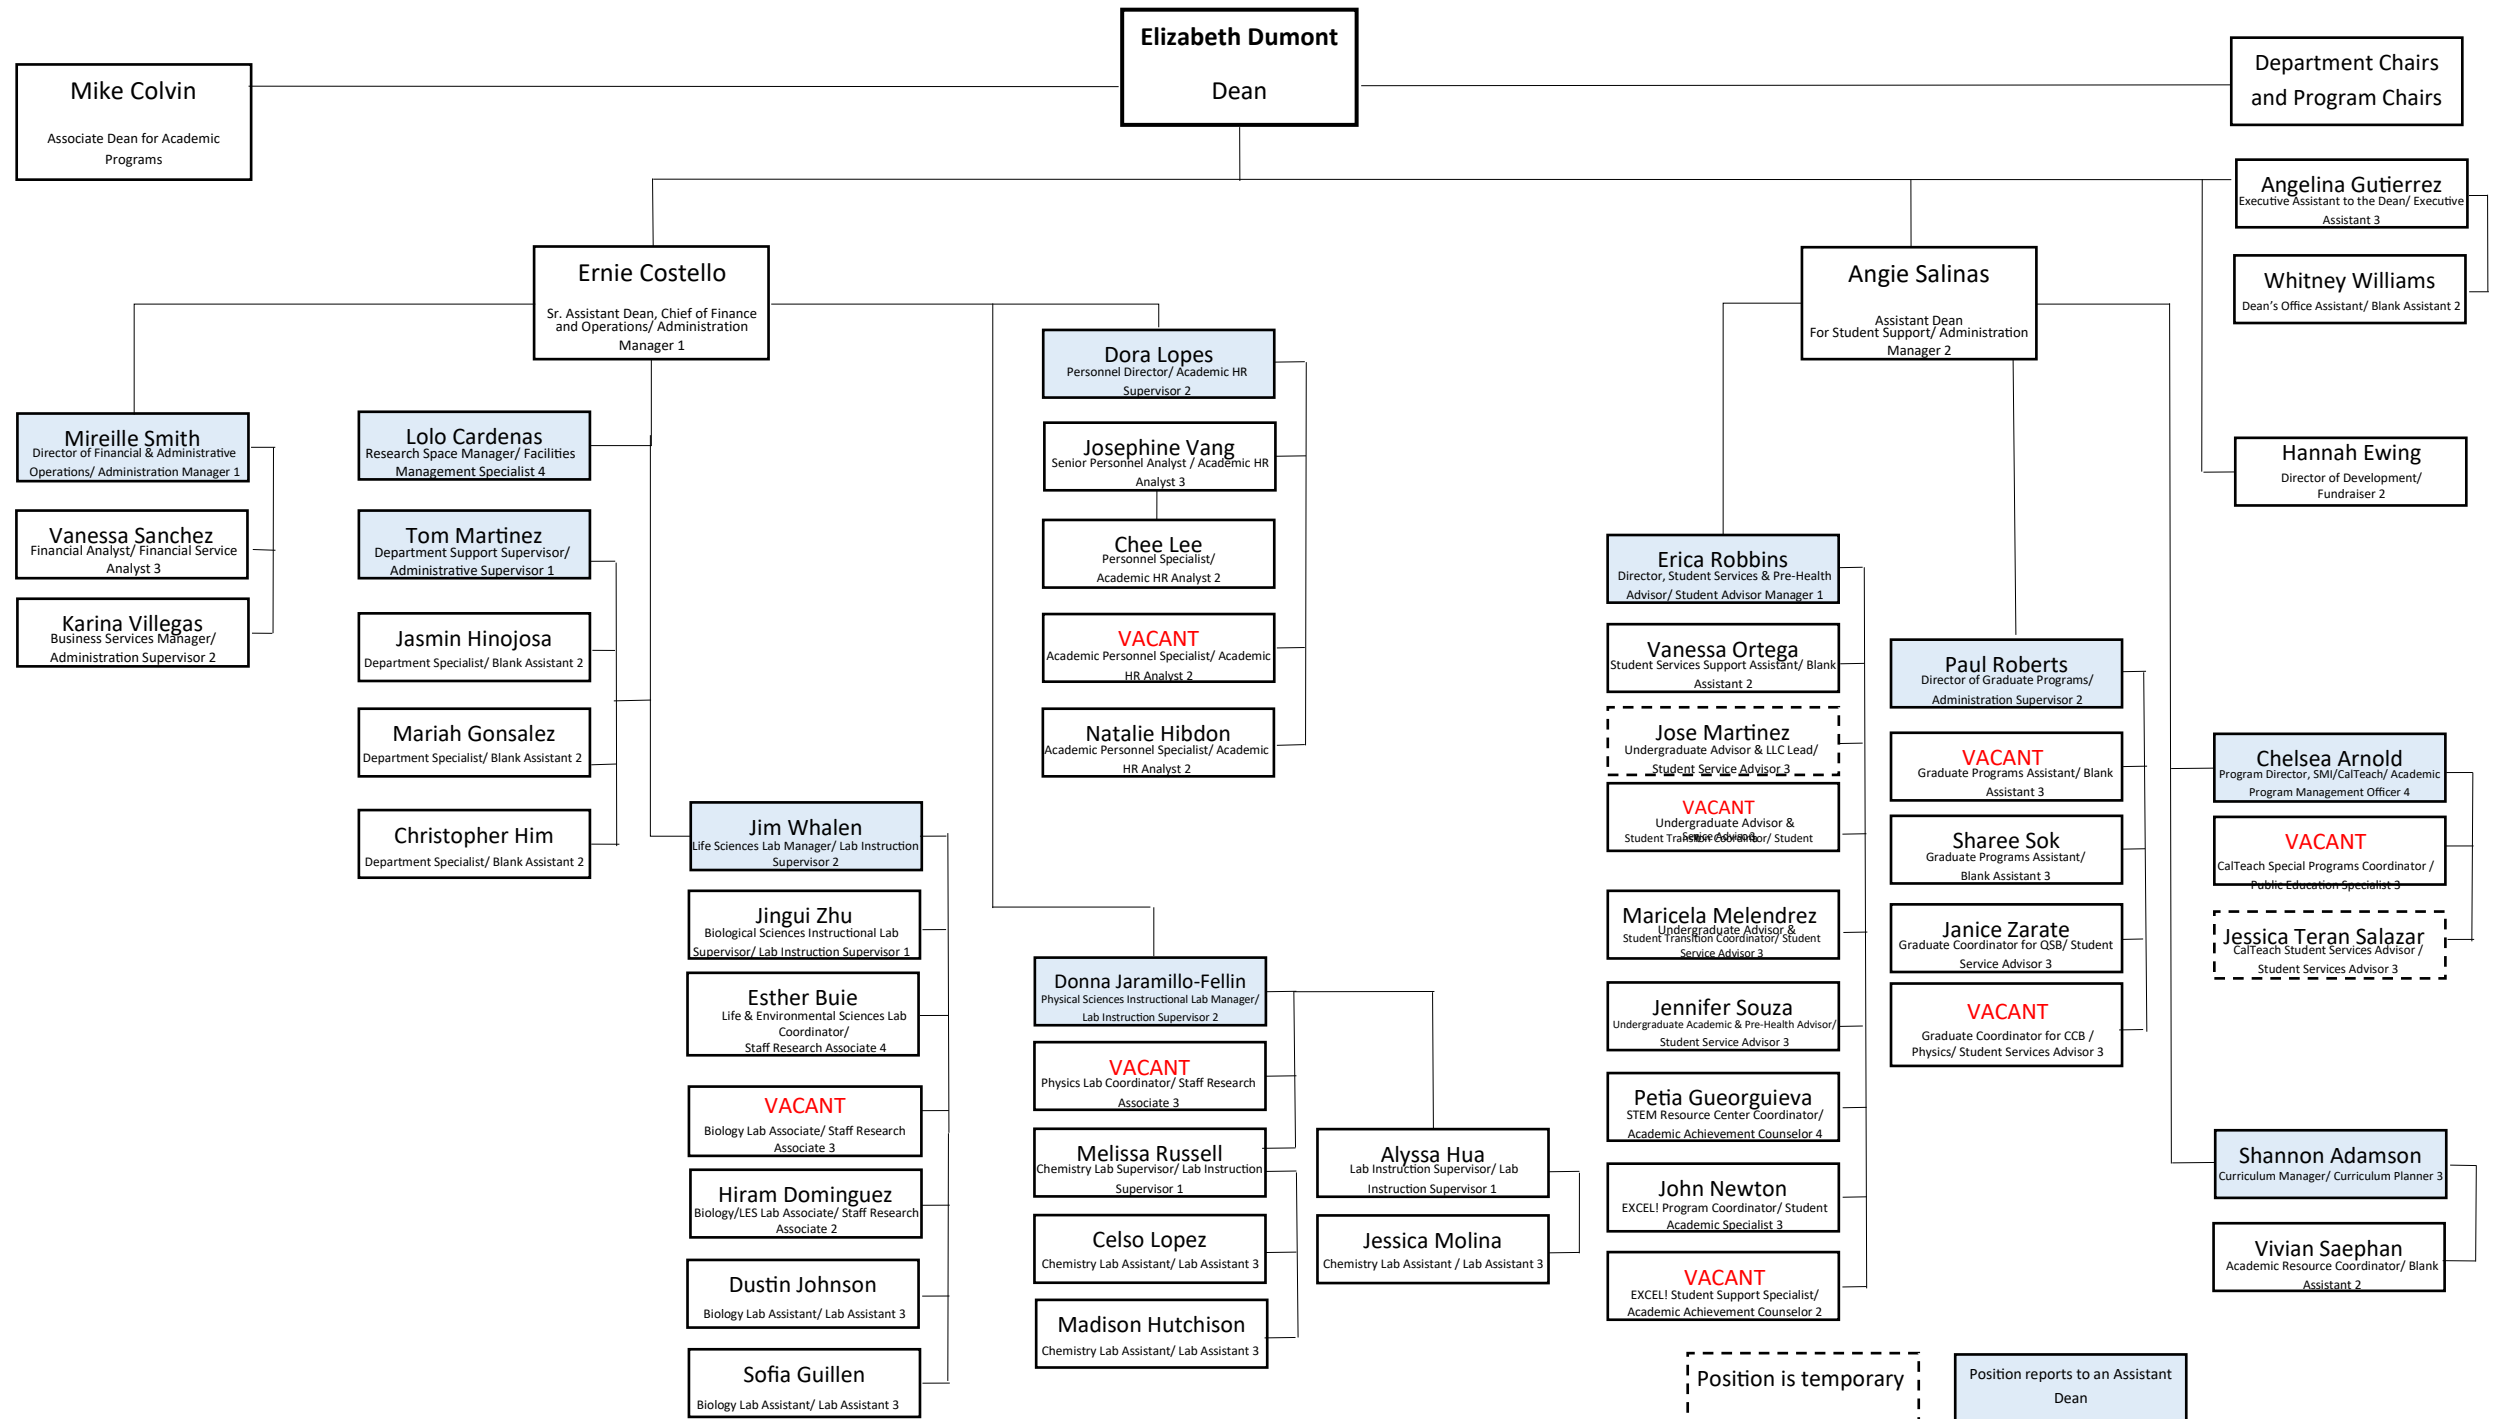 Elizabeth Dumont
Dean
Mike Colvin
Associate Dean for Academic
Programs
Department Chairs
and Program Chairs
Angelina Gutierrez
Executive Assistant to the Dean/ Executive
Assistant 3
Whitney Williams
Dean's Office Assistant/ Blank Assistant 2
Hannah Ewing
Director of Development/
Fundraiser 2
Ernie Costello
Sr. Assistant Dean, Chief of Finance
and Operations/ Administration
Manager 1
Angie Salinas
Assistant Dean
For Student Support/ Administration
Manager 2
Mireille Smith
Director of Financial & Administrative
Operations/ Administration Manager 1
Vanessa Sanchez
Financial Analyst/ Financial Service
Analyst 3
Karina Villegas
Business Services Manager/
Administration Supervisor 2
Lolo Cardenas
Research Space Manager/ Facilities
Management Specialist 4
Tom Martinez
Department Support Supervisor/
Administrative Supervisor 1
Jasmin Hinojosa
Department Specialist/ Blank Assistant 2
Mariah Gonsalez
Department Specialist/ Blank Assistant 2
Christopher Him
Department Specialist/ Blank Assistant 2
Jim Whalen
Life Sciences Lab Manager/ Lab Instruction
Supervisor 2
Jingui Zhu
Biological Sciences Instructional Lab
Supervisor/ Lab Instruction Supervisor 1
Esther Buie
Life & Environmental Sciences Lab
Coordinator/
Staff Research Associate 4
VACANT
Biology Lab Associate/ Staff Research
Associate 3
Hiram Dominguez
Biology/LES Lab Associate/ Staff Research
Associate 2
Dustin Johnson
Biology Lab Assistant/ Lab Assistant 3
Sofia Guillen
Biology Lab Assistant/ Lab Assistant 3
Dora Lopes
Personnel Director/ Academic HR
Supervisor 2
Josephine Vang
Senior Personnel Analyst / Academic HR
Analyst 3
Chee Lee
Personnel Specialist/
Academic HR Analyst 2
VACANT
Academic Personnel Specialist/ Academic
HR Analyst 2
Natalie Hibdon
Academic Personnel Specialist/ Academic
HR Analyst 2
Donna Jaramillo-Fellin
Physical Sciences Instructional Lab Manager/
Lab Instruction Supervisor 2
VACANT
Physics Lab Coordinator/ Staff Research
Associate 3
Melissa Russell
Chemistry Lab Supervisor/ Lab Instruction
Supervisor 1
Celso Lopez
Chemistry Lab Assistant/ Lab Assistant 3
Madison Hutchison
Chemistry Lab Assistant/ Lab Assistant 3
Alyssa Hua
Lab Instruction Supervisor/ Lab
Instruction Supervisor 1
Jessica Molina
Chemistry Lab Assistant / Lab Assistant 3
Erica Robbins
Director, Student Services & Pre-Health
Advisor/ Student Advisor Manager 1
Vanessa Ortega
Student Services Support Assistant/ Blank
Assistant 2
Jose Martinez
Undergraduate Advisor & LLC Lead/
Student Service Advisor 3
VACANT
Undergraduate Advisor &
Student Transition Coordinator/ Student
Maricela Melendrez
Undergraduate Advisor &
Student Transition Coordinator/ Student
Service Advisor 3
Jennifer Souza
Undergraduate Academic & Pre-Health Advisor/
Student Service Advisor 3
Petia Gueorguieva
STEM Resource Center Coordinator/
Academic Achievement Counselor 4
John Newton
EXCEL! Program Coordinator/ Student
Academic Specialist 3
VACANT
EXCEL! Student Support Specialist/
Academic Achievement Counselor 2
Paul Roberts
Director of Graduate Programs/
Administration Supervisor 2
VACANT
Graduate Programs Assistant/ Blank
Assistant 3
Sharee Sok
Graduate Programs Assistant/
Blank Assistant 3
Janice Zarate
Graduate Coordinator for QSB/ Student
Service Advisor 3
VACANT
Graduate Coordinator for CCB /
Physics/ Student Services Advisor 3
Chelsea Arnold
Program Director, SMI/CalTeach/ Academic
Program Management Officer 4
VACANT
CalTeach Special Programs Coordinator /
Public Education Specialist 3
Jessica Teran Salazar
CalTeach Student Services Advisor /
Student Services Advisor 3
Shannon Adamson
Curriculum Manager/ Curriculum Planner 3
Vivian Saephan
Academic Resource Coordinator/ Blank
Assistant 2
Position is temporary
Position reports to an Assistant
Dean